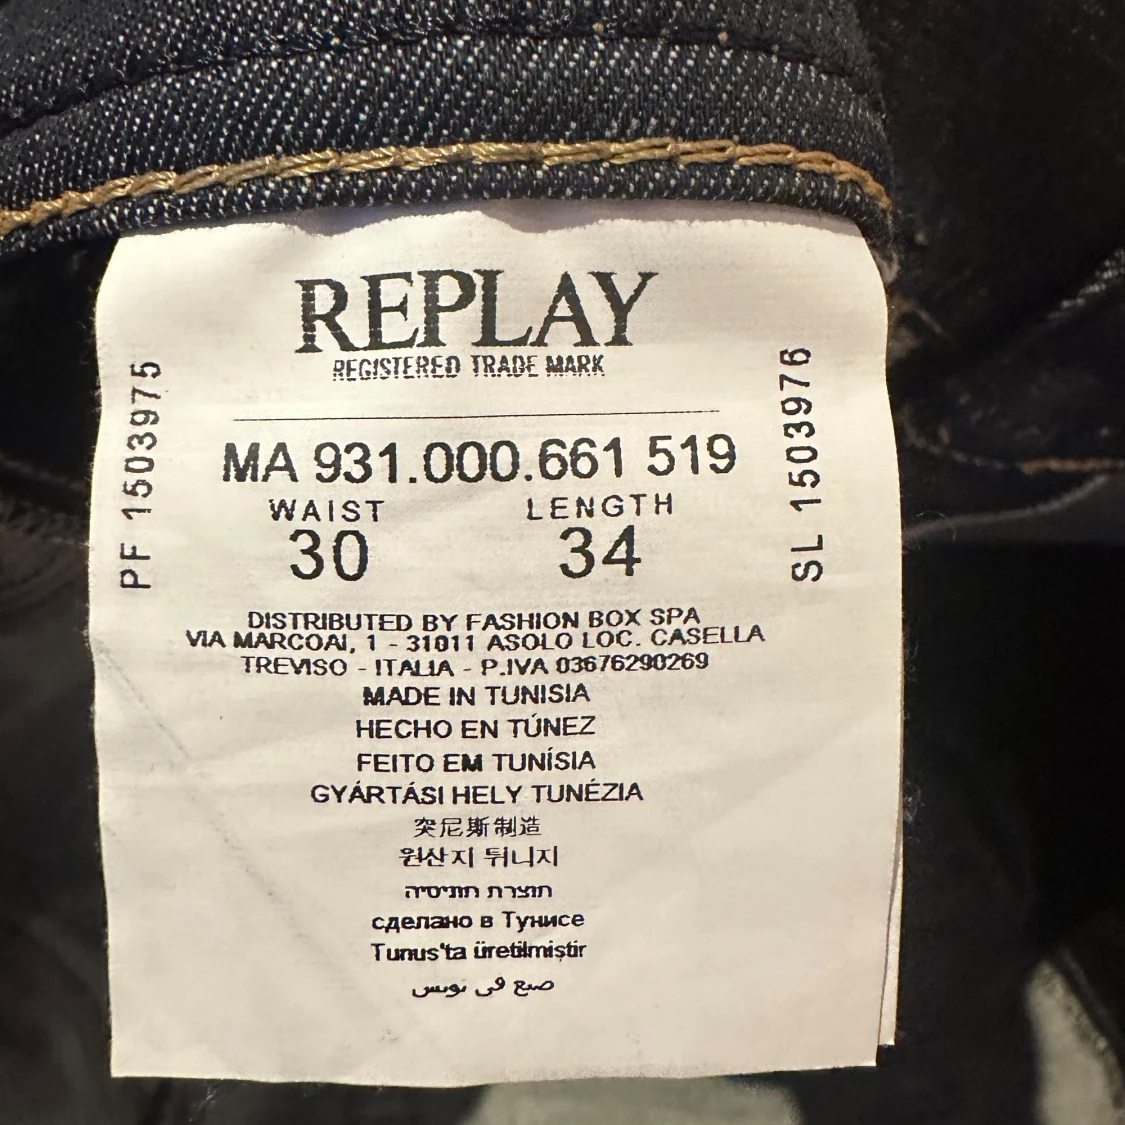 REPLAY
REGISTERED TRADE MARK
PF 1503975
SL 1503976
MA 931.000.661 519
WAIST LENGTH
30 34
DISTRIBUTED BY FASHION BOX SPA
VIA MARCOAI, 1 - 31011 ASOLO LOC. CASELLA
TREVISO - ITALIA - P.IVA 03676290269
MADE IN TUNISIA
HECHO EN TÚNEZ
FEITO EM TUNÍSIA
GYÁRTÁSI HELY TUNÉZIA
突尼斯制造
원산지 튀니지
תוצרת תוניסיה
сделано в Тунисе
Tunus'ta üretilmiştir
صنع في تونس